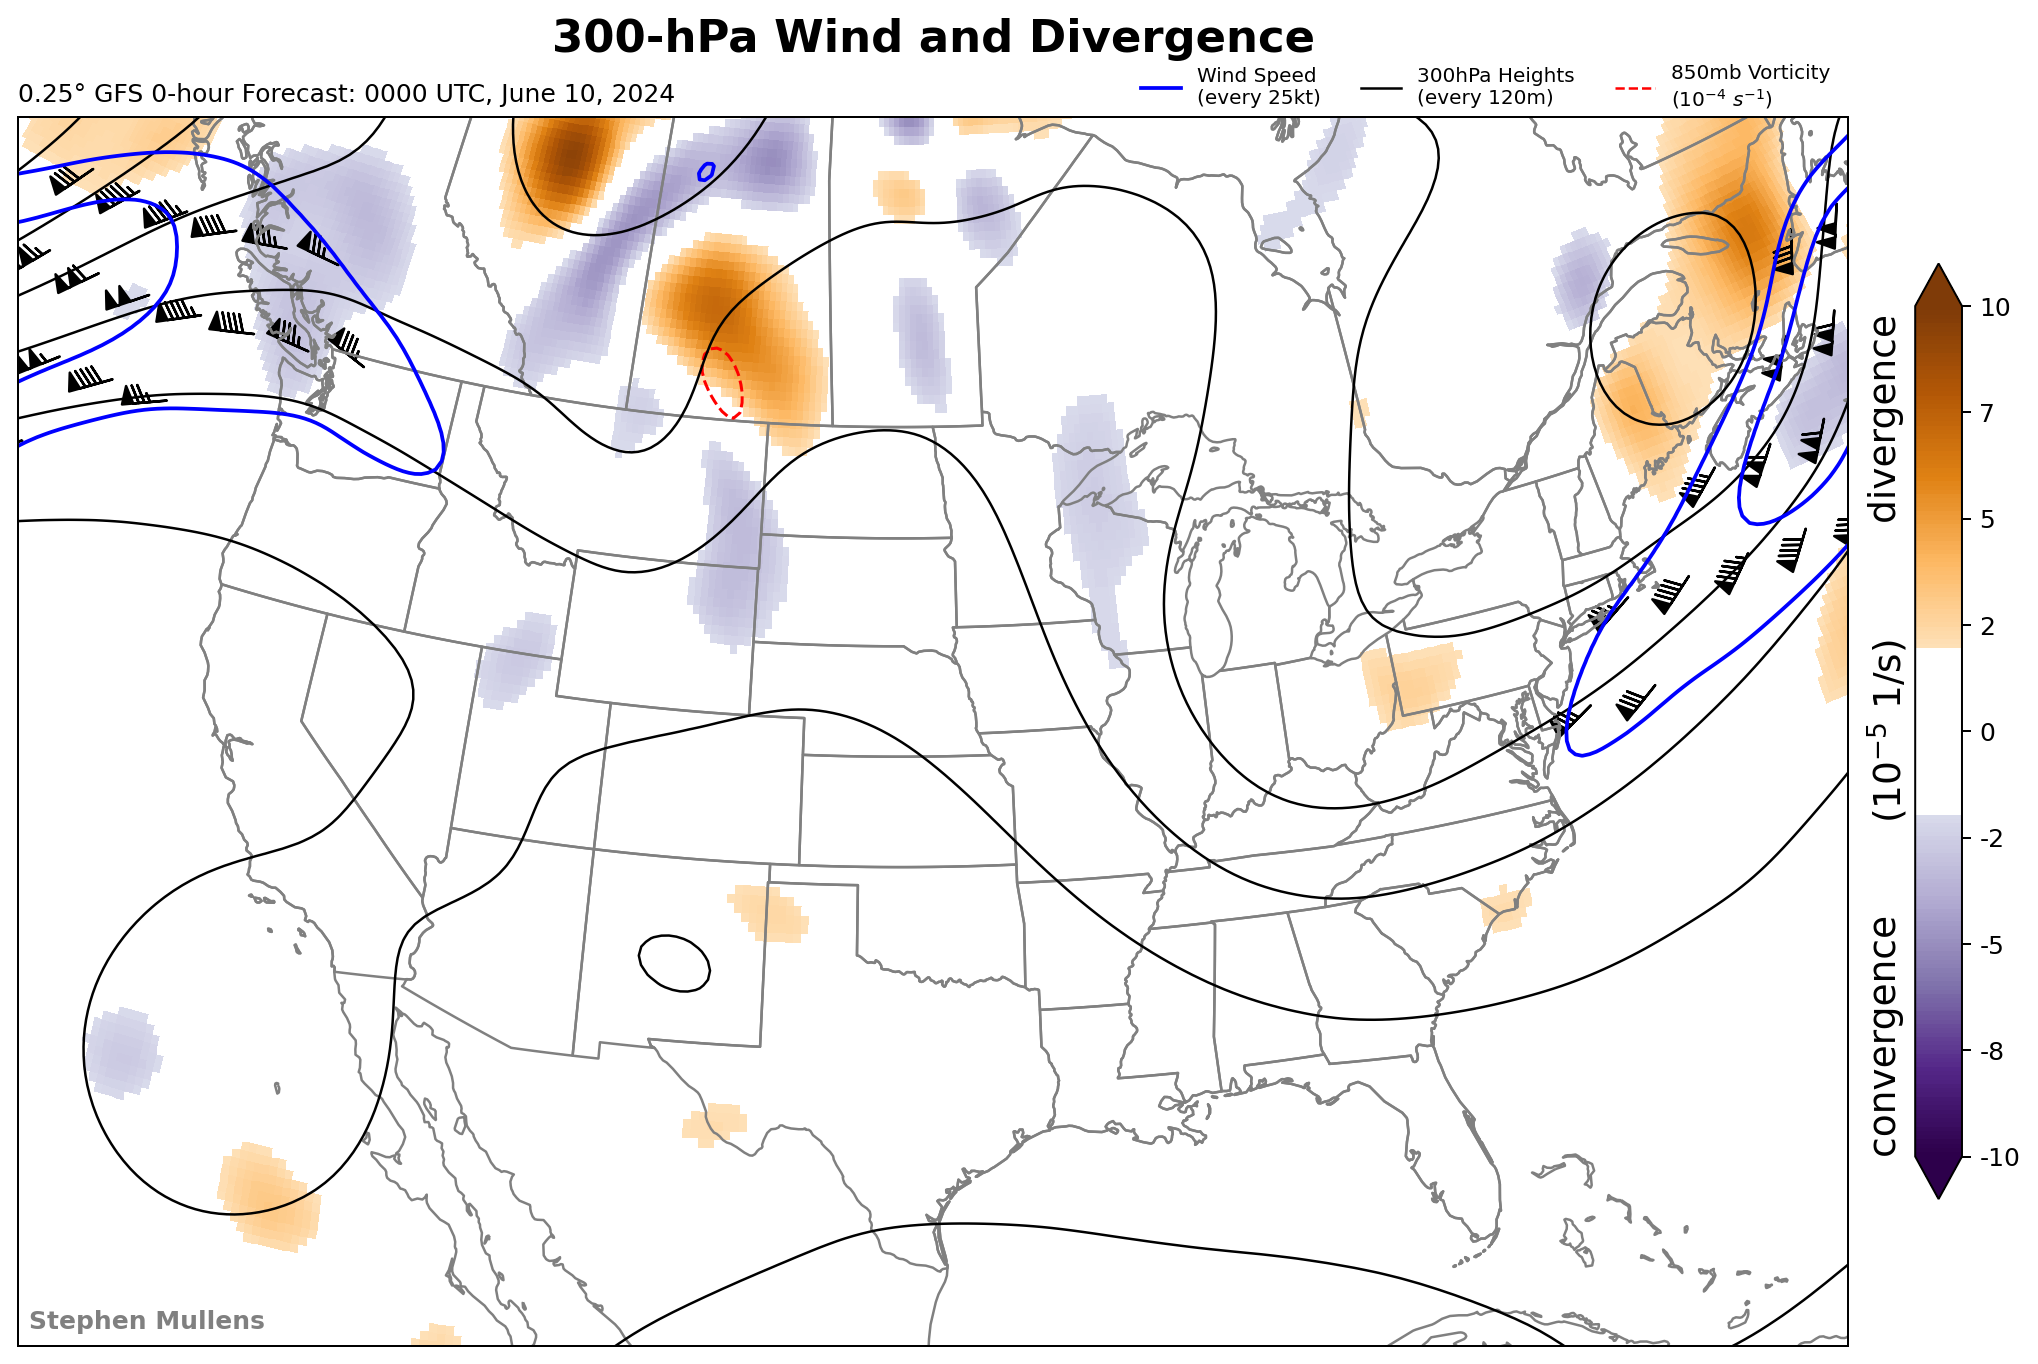 300-hPa Wind and Divergence
0.25° GFS 0-hour Forecast: 0000 UTC, June 10, 2024
Wind Speed
(every 25kt)
300hPa Heights
(every 120m)
850mb Vorticity
(10⁻⁴ s⁻¹)
convergence (10⁻⁵ 1/s) divergence
10
7
5
2
0
-2
-5
-8
-10
Stephen Mullens